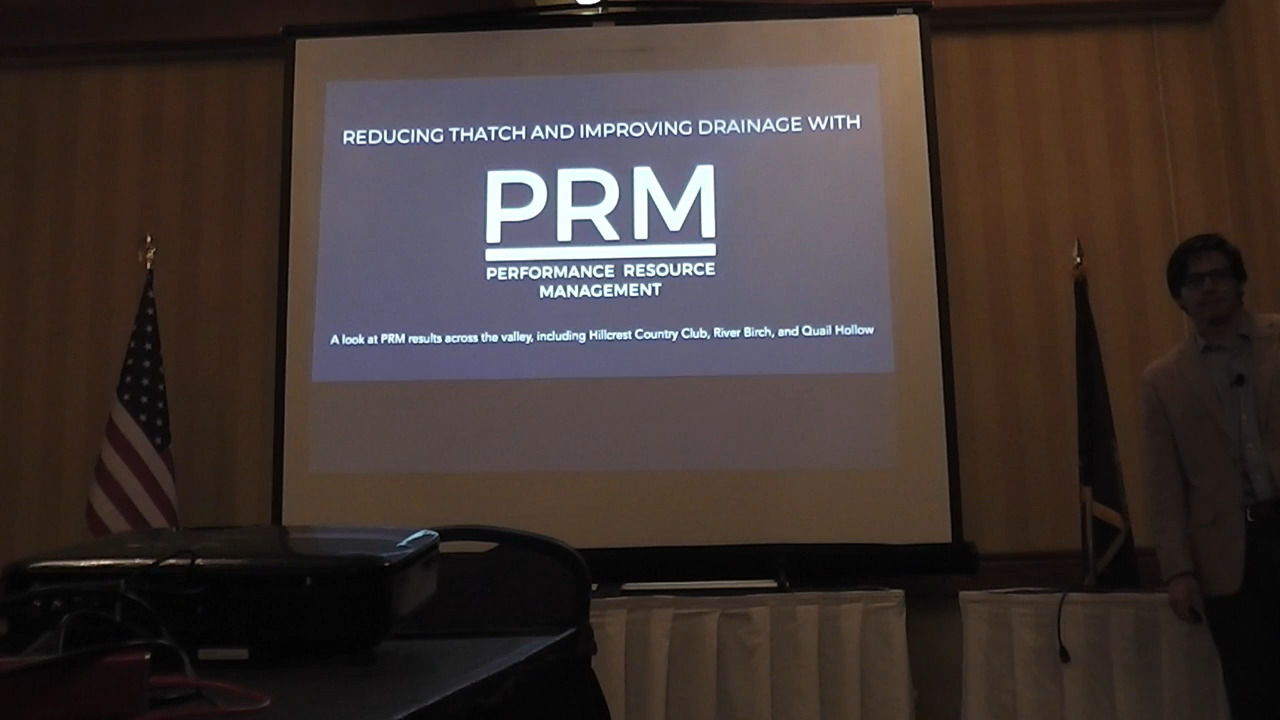 REDUCING THATCH AND IMPROVING DRAINAGE WITH
PRM
PERFORMANCE RESOURCE
MANAGEMENT
A look at PRM results across the valley, including Hillcrest Country Club, River Birch, and Quail Hollow